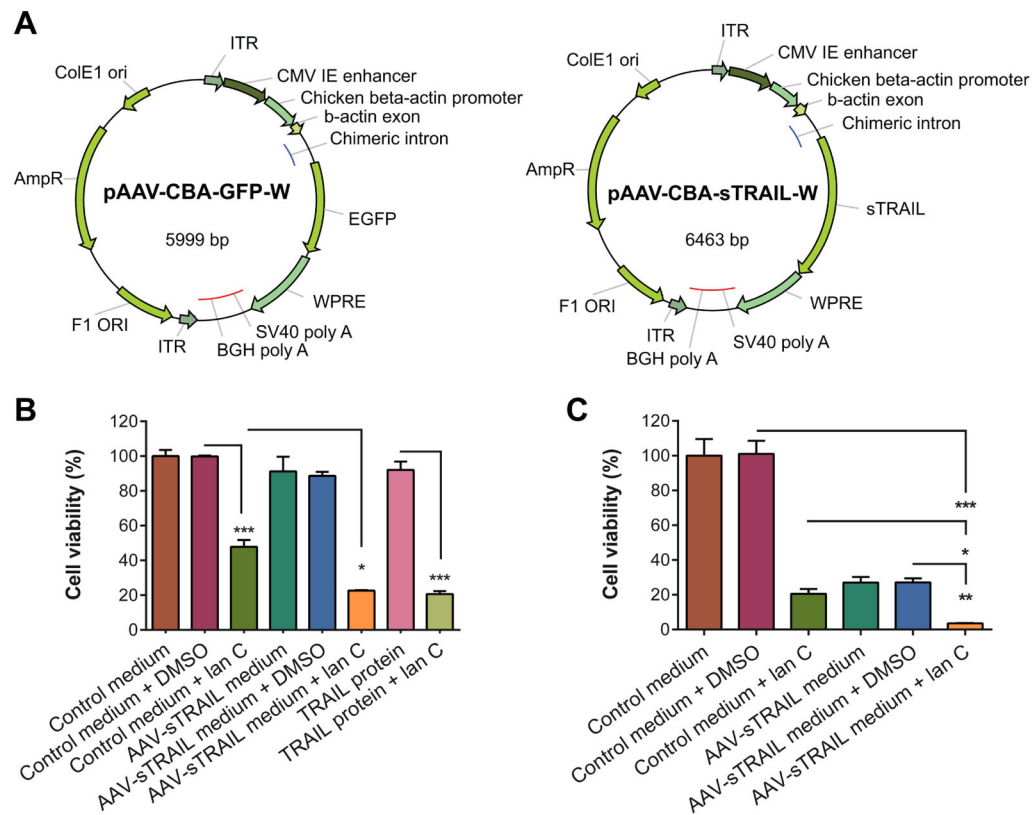 A
ITR
CMV IE enhancer
Chicken beta-actin promoter
b-actin exon
Chimeric intron
ColE1 ori
AmpR
pAAV-CBA-GFP-W
5999 bp
EGFP
WPRE
SV40 poly A
BGH poly A
ITR
F1 ORI
ITR
CMV IE enhancer
Chicken beta-actin promoter
b-actin exon
Chimeric intron
ColE1 ori
AmpR
pAAV-CBA-sTRAIL-W
6463 bp
sTRAIL
WPRE
SV40 poly A
BGH poly A
ITR
F1 ORI
B
Cell viability (%)
120
100
80
60
40
20
0
***
*
***
Control medium
Control medium + DMSO
Control medium + lan C
AAV-sTRAIL medium
AAV-sTRAIL medium + DMSO
AAV-sTRAIL medium + lan C
TRAIL protein
TRAIL protein + lan C
C
Cell viability (%)
120
100
80
60
40
20
0
***
*
**
Control medium
Control medium + DMSO
Control medium + lan C
AAV-sTRAIL medium
AAV-sTRAIL medium + DMSO
AAV-sTRAIL medium + lan C